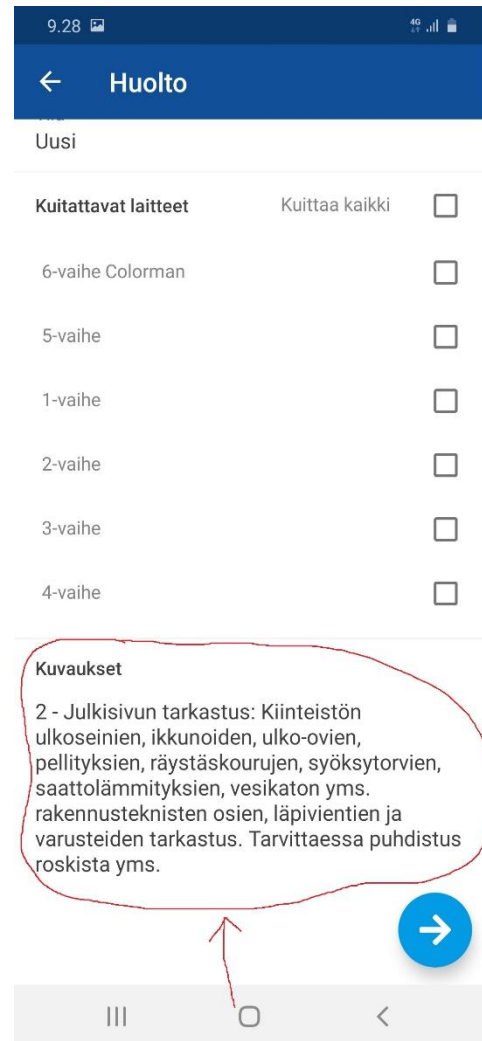 9.28 4G
Huolto
Uusi
Kuitattavat laitteet Kuittaa kaikki
6-vaihe Colorman
5-vaihe
1-vaihe
2-vaihe
3-vaihe
4-vaihe
Kuvaukset
2 - Julkisivun tarkastus: Kiinteistön
ulkoseinien, ikkunoiden, ulko-ovien,
pellityksien, räystäskourujen, syöksytorvien,
saattolämmityksien, vesikaton yms.
rakennusteknisten osien, läpivientien ja
varusteiden tarkastus. Tarvittaessa puhdistus
roskista yms.